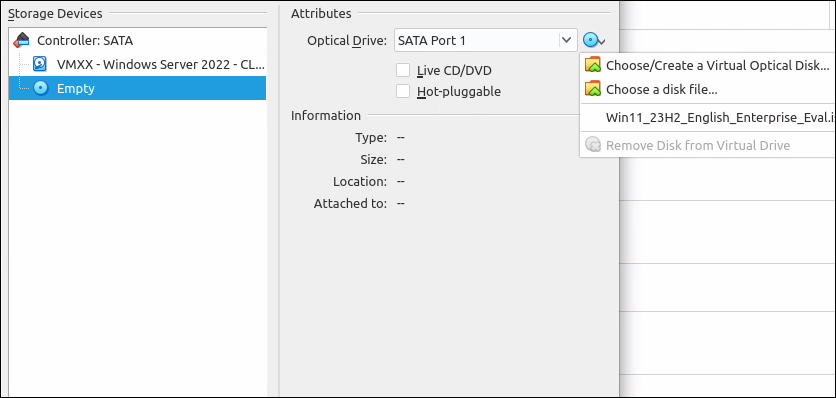 Storage Devices
Controller: SATA
VMXX - Windows Server 2022 - CL...
Empty
Attributes
Optical Drive: SATA Port 1
Live CD/DVD
Hot-pluggable
Information
Type: --
Size: --
Location: --
Attached to: --
Choose/Create a Virtual Optical Disk...
Choose a disk file...
Win11_23H2_English_Enterprise_Eval.is
Remove Disk from Virtual Drive